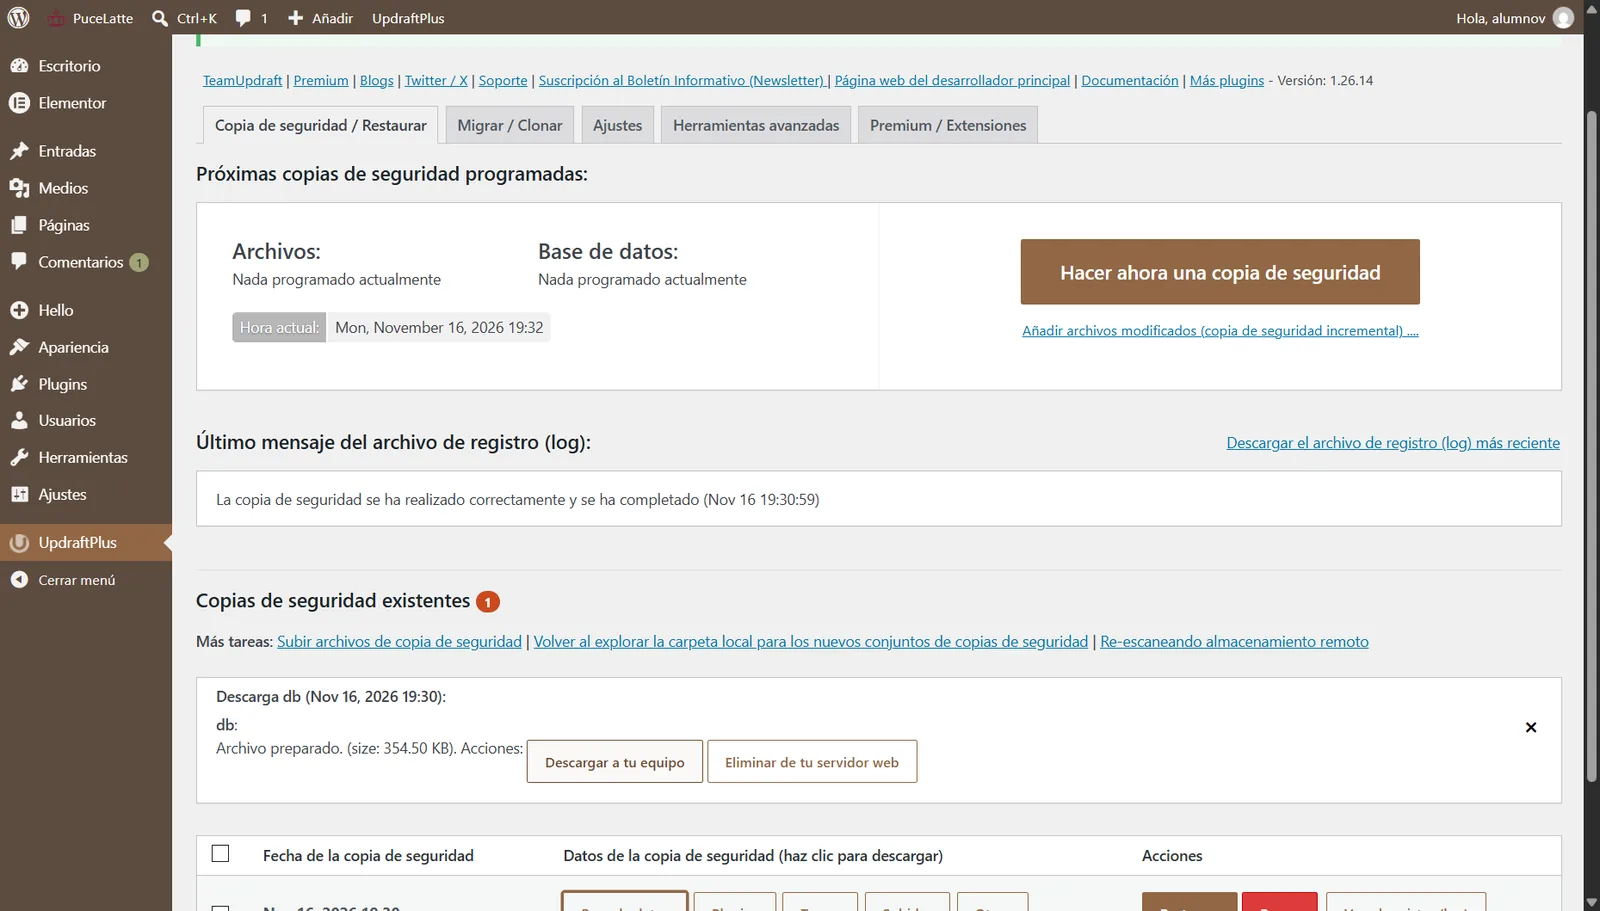 PuceLatte
Ctrl+K
1
Añadir
UpdraftPlus
Hola, alumnov
Escritorio
Elementor
Entradas
Medios
Páginas
Comentarios 1
Hello
Apariencia
Plugins
Usuarios
Herramientas
Ajustes
UpdraftPlus
Cerrar menú
TeamUpdraft | Premium | Blogs | Twitter / X | Soporte | Suscripción al Boletín Informativo (Newsletter) | Página web del desarrollador principal | Documentación | Más plugins - Versión: 1.26.14
Copia de seguridad / Restaurar
Migrar / Clonar
Ajustes
Herramientas avanzadas
Premium / Extensiones
Próximas copias de seguridad programadas:
Archivos:
Nada programado actualmente
Base de datos:
Nada programado actualmente
Hora actual: Mon, November 16, 2026 19:32
Hacer ahora una copia de seguridad
Añadir archivos modificados (copia de seguridad incremental) ....
Último mensaje del archivo de registro (log):
Descargar el archivo de registro (log) más reciente
La copia de seguridad se ha realizado correctamente y se ha completado (Nov 16 19:30:59)
Copias de seguridad existentes 1
Más tareas: Subir archivos de copia de seguridad | Volver al explorar la carpeta local para los nuevos conjuntos de copias de seguridad | Re-escaneando almacenamiento remoto
Descarga db (Nov 16, 2026 19:30):
db:
Archivo preparado. (size: 354.50 KB). Acciones: Descargar a tu equipo Eliminar de tu servidor web
Fecha de la copia de seguridad
Datos de la copia de seguridad (haz clic para descargar)
Acciones
Nov 16, 2026 19:30